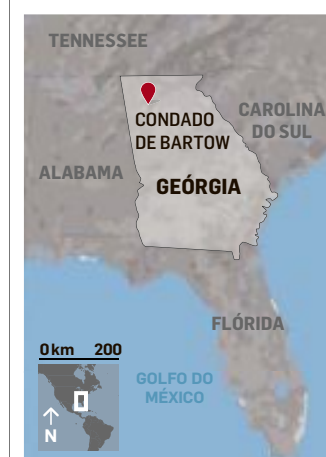 TENNESSEE
CONDADO
DE BARTOW
CAROLINA
DO SUL
ALABAMA
GEÓRGIA
FLÓRIDA
0 km 200
GOLFO DO
MÉXICO
N